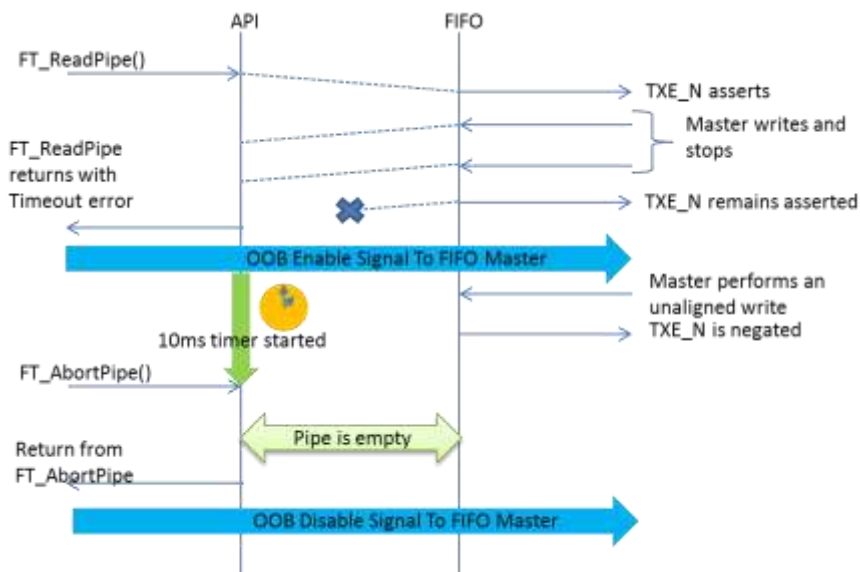 API
FIFO
FT_ReadPipe()
TXE_N asserts
Master writes and
stops
FT_ReadPipe
returns with
Timeout error
TXE_N remains asserted
OOB Enable Signal To FIFO Master
Master performs an
unaligned write
10ms timer started
TXE_N is negated
FT_AbortPipe()
Pipe is empty
Return from
FT_AbortPipe
OOB Disable Signal To FIFO Master